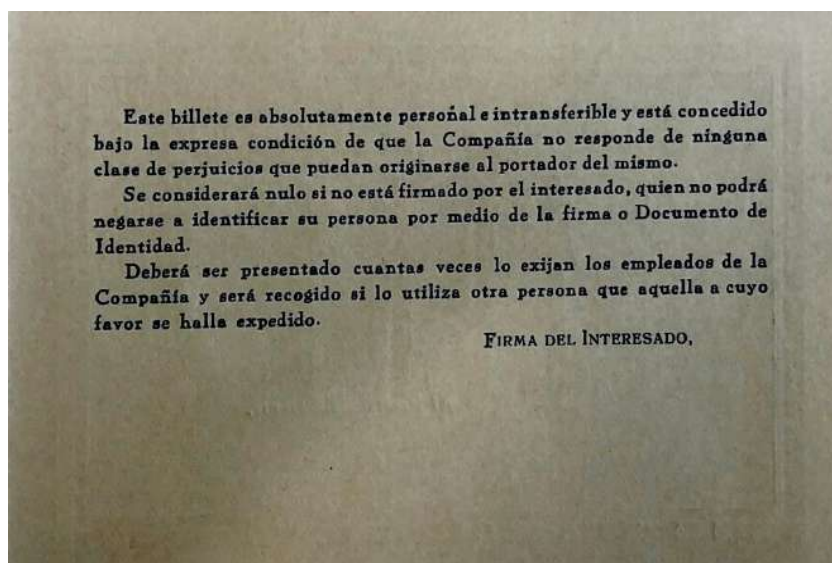 Este billete es absolutamente personal e intransferible y está concedido
bajo la expresa condición de que la Compañía no responde de ninguna
clase de perjuicios que puedan originarse al portador del mismo.
Se considerará nulo si no está firmado por el interesado, quien no podrá
negarse a identificar su persona por medio de la firma o Documento de
Identidad.
Deberá ser presentado cuantas veces lo exijan los empleados de la
Compañía y será recogido si lo utiliza otra persona que aquella a cuyo
favor se halla expedido.
FIRMA DEL INTERESADO,